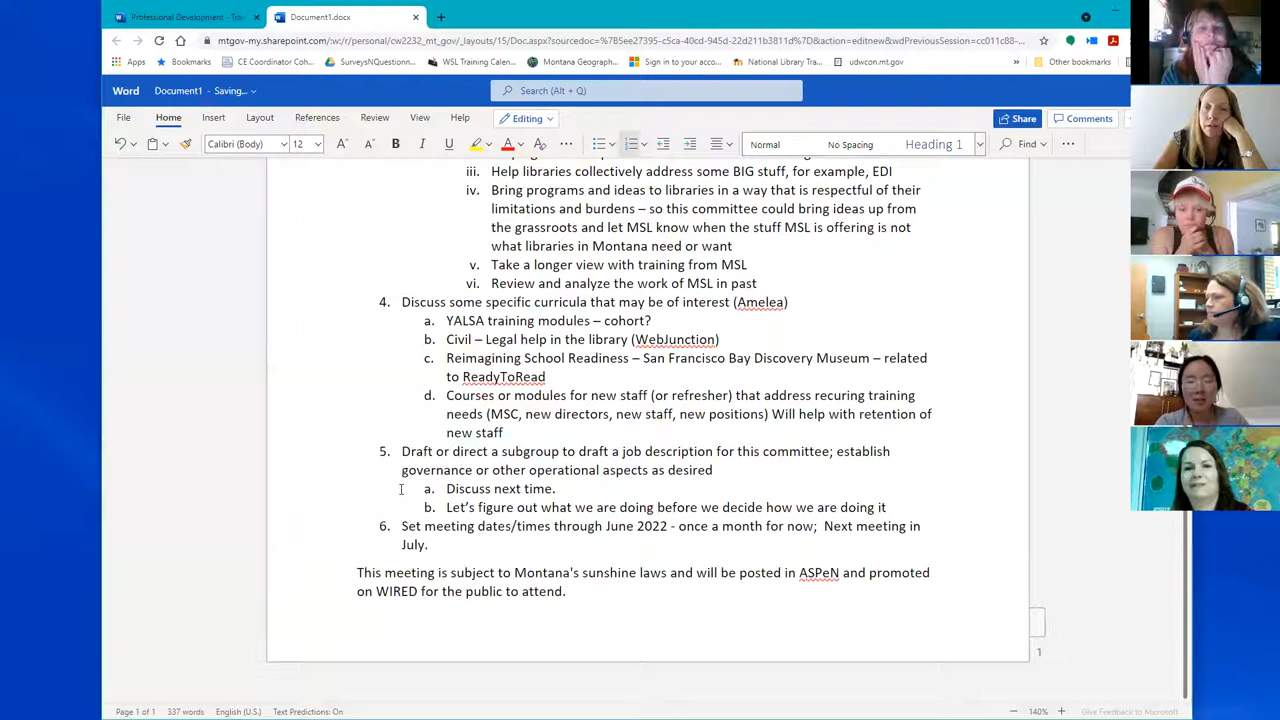 Professional Development - Train
Document1.docx
mtgov-my.sharepoint.com/:w:/r/personal/cw2232_mt_gov/_layouts/15/Doc.aspx?sourcedoc=%7B5ee27395-c5ca-40cd-945d-22d211b3811d%7D&action=editnew&wdPreviousSession=cc011c88-...
Apps Bookmarks CE Coordinator Coh... SurveysNQuestionn... WSL Training Calen... Montana Geograph... Sign in to your acco... National Library Trai... udwcon.mt.gov » Other bookmarks
Word Document1 - Saving... Search (Alt + Q)
File Home Insert Layout References Review View Help Editing Share Comments
Calibri (Body) 12 B I U A Normal No Spacing Heading 1 Find
iii. Help libraries collectively address some BIG stuff, for example, EDI
iv. Bring programs and ideas to libraries in a way that is respectful of their
limitations and burdens – so this committee could bring ideas up from
the grassroots and let MSL know when the stuff MSL is offering is not
what libraries in Montana need or want
v. Take a longer view with training from MSL
vi. Review and analyze the work of MSL in past
4. Discuss some specific curricula that may be of interest (Amelea)
a. YALSA training modules – cohort?
b. Civil – Legal help in the library (WebJunction)
c. Reimagining School Readiness – San Francisco Bay Discovery Museum – related
to ReadyToRead
d. Courses or modules for new staff (or refresher) that address recuring training
needs (MSC, new directors, new staff, new positions) Will help with retention of
new staff
5. Draft or direct a subgroup to draft a job description for this committee; establish
governance or other operational aspects as desired
a. Discuss next time.
b. Let’s figure out what we are doing before we decide how we are doing it
6. Set meeting dates/times through June 2022 - once a month for now; Next meeting in
July.
This meeting is subject to Montana's sunshine laws and will be posted in ASPeN and promoted
on WIRED for the public to attend.
1
Page 1 of 1 337 words English (U.S.) Text Predictions: On 140% Give Feedback to Microsoft